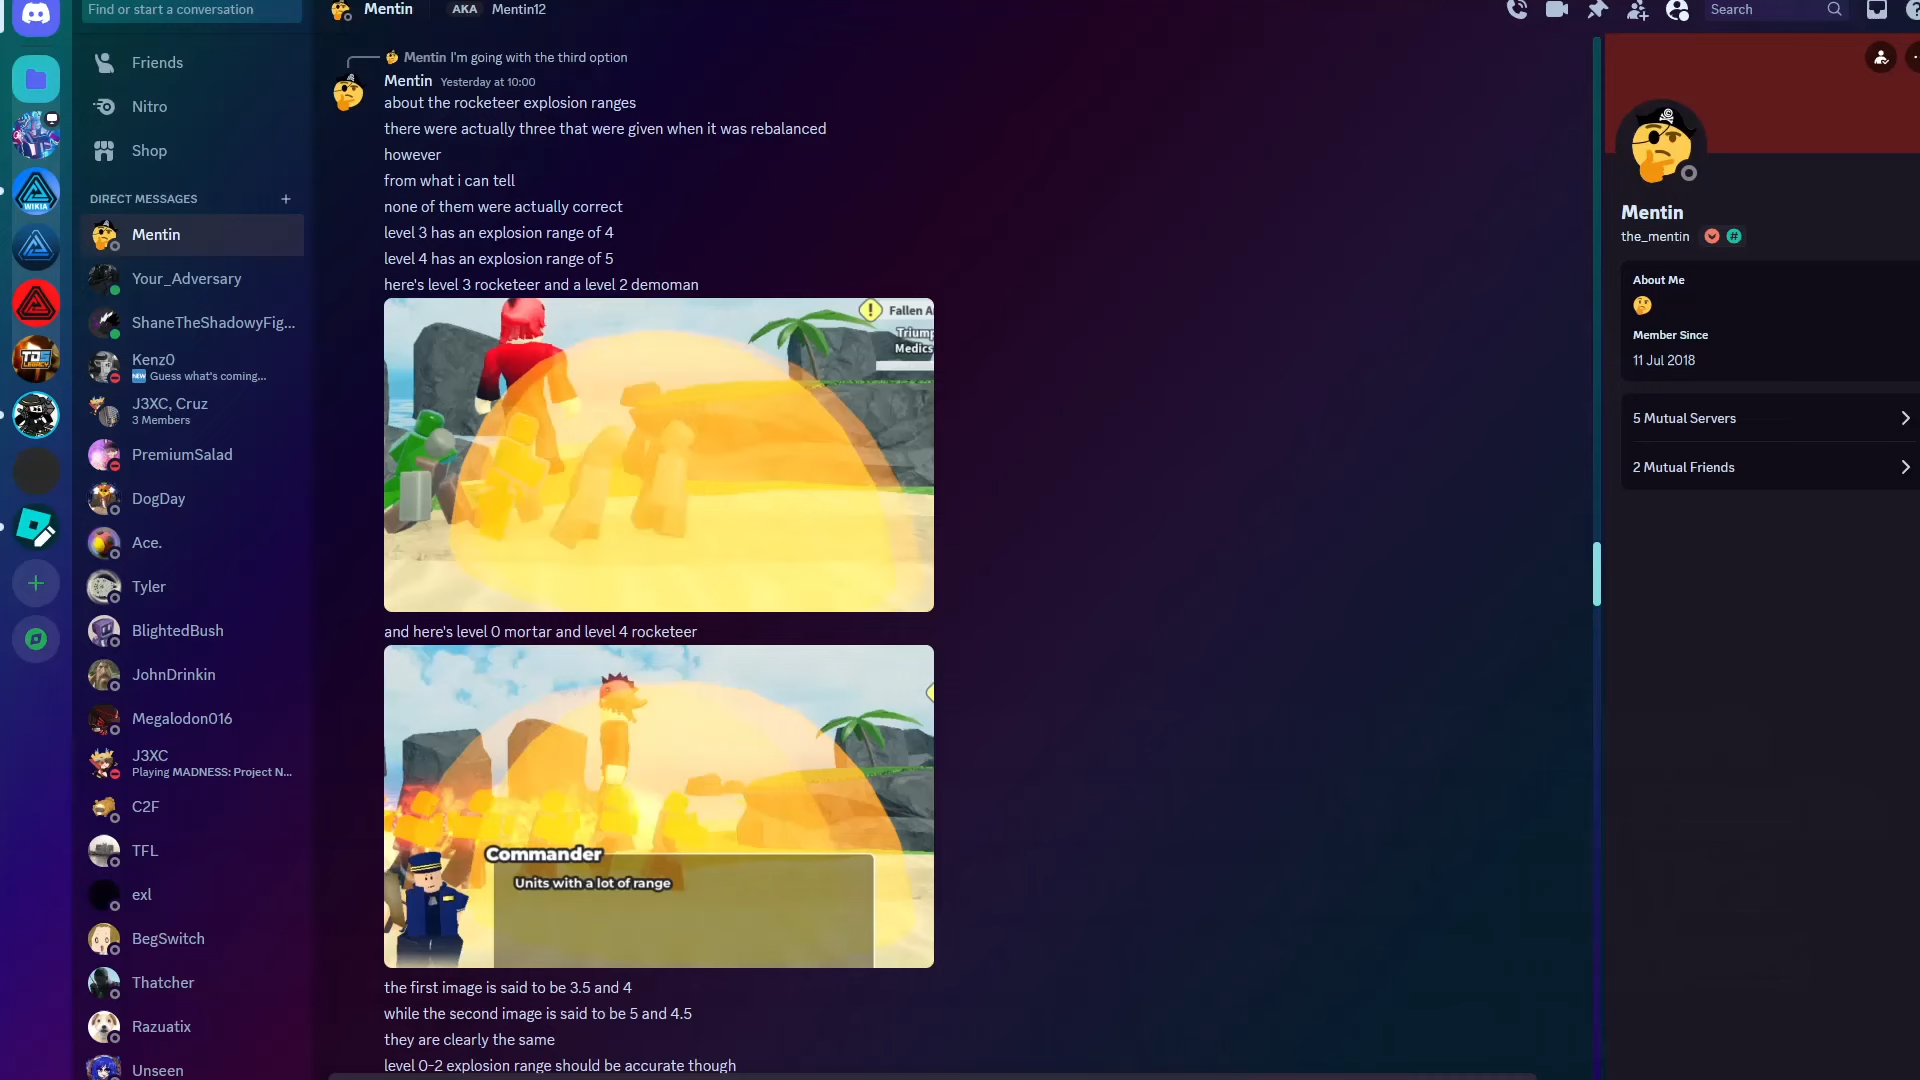 Find or start a conversation
Mentin
AKA
Mentin12
Search
Friends
Nitro
Shop
DIRECT MESSAGES
Mentin
Your_Adversary
ShaneTheShadowyFig...
Kenz0
NEW Guess what's coming...
J3XC, Cruz
3 Members
PremiumSalad
DogDay
Ace.
Tyler
BlightedBush
JohnDrinkin
Megalodon016
J3XC
Playing MADNESS: Project N...
C2F
TFL
exl
BegSwitch
Thatcher
Razuatix
Unseen
WIKIA
TDS
LEGACY
Mentin I'm going with the third option
Mentin Yesterday at 10:00
about the rocketeer explosion ranges
there were actually three that were given when it was rebalanced
however
from what i can tell
none of them were actually correct
level 3 has an explosion range of 4
level 4 has an explosion range of 5
here's level 3 rocketeer and a level 2 demoman
Fallen A
Triump
Medics
and here's level 0 mortar and level 4 rocketeer
Commander
Units with a lot of range
the first image is said to be 3.5 and 4
while the second image is said to be 5 and 4.5
they are clearly the same
level 0-2 explosion range should be accurate though
Mentin
the_mentin
About Me
Member Since
11 Jul 2018
5 Mutual Servers
2 Mutual Friends